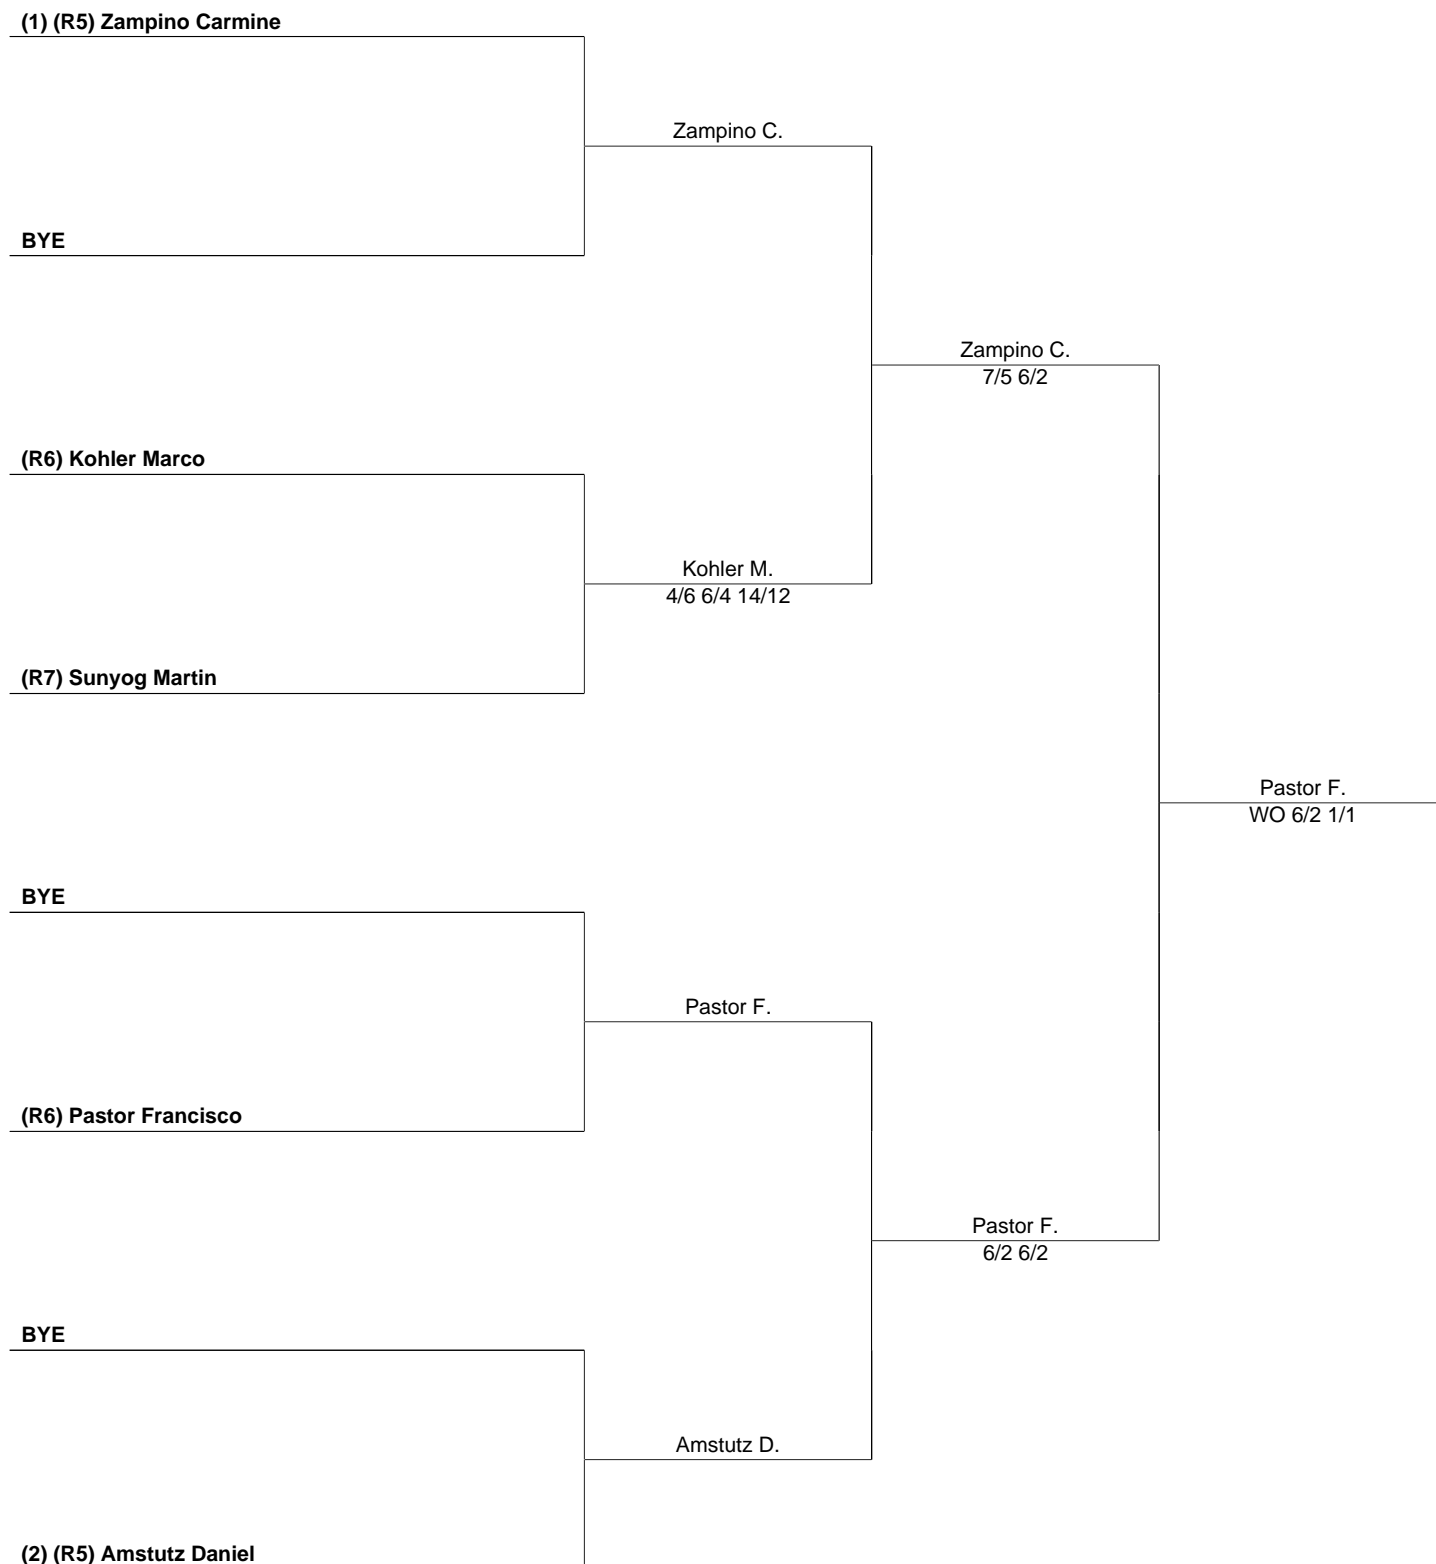 (1) (R5) Zampino Carmine
Zampino C.
BYE
Zampino C.
7/5 6/2
(R6) Kohler Marco
Kohler M.
4/6 6/4 14/12
(R7) Sunyog Martin
Pastor F.
WO 6/2 1/1
BYE
Pastor F.
(R6) Pastor Francisco
Pastor F.
6/2 6/2
BYE
Amstutz D.
(2) (R5) Amstutz Daniel